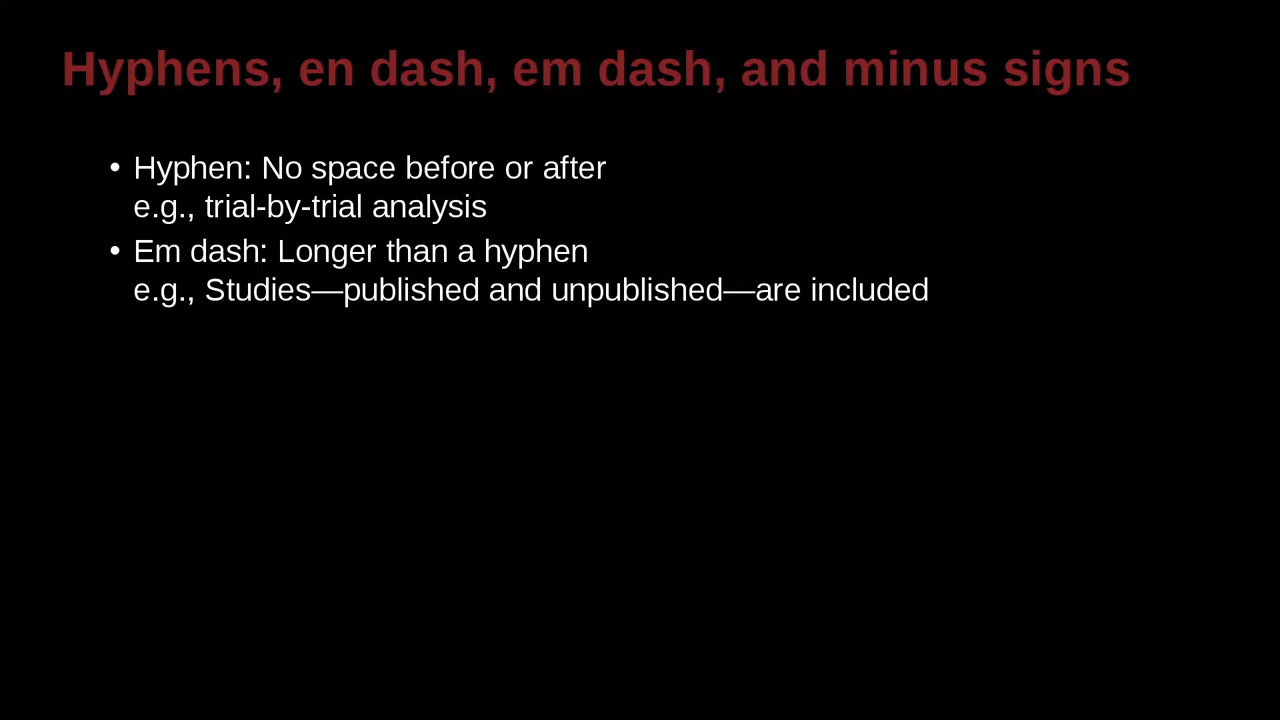 Hyphens, en dash, em dash, and minus signs
• Hyphen: No space before or after
e.g., trial-by-trial analysis
• Em dash: Longer than a hyphen
e.g., Studies—published and unpublished—are included